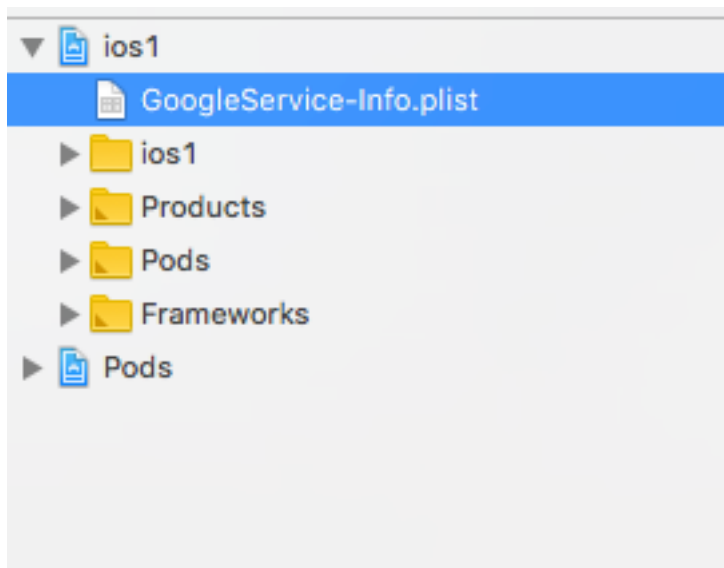 ios1
GoogleService-Info.plist
ios1
Products
Pods
Frameworks
Pods